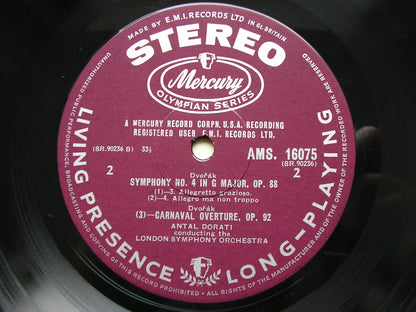 MADE BY E.M.I. RECORDS LTD IN GT. BRITAIN
STEREO
Mercury
OLYMPIAN SERIES
A MERCURY RECORD CORPN. U.S.A. RECORDING
REGISTERED USER E.M.I. RECORDS LTD.
(8R.90236 B) 33⅓
AMS. 16075
2
(8R.90236)
2
Dvořák
SYMPHONY NO. 4 IN G MAJOR, OP. 88
(1)—3. Allegretto grazioso.
(2)—4. Allegro ma non troppo
Dvořák
(3)—CARNAVAL OVERTURE, OP. 92
ANTAL DORATI
conducting the
LONDON SYMPHONY ORCHESTRA
LIVING PRESENCE
LONG-PLAYING
UNAUTHORIZED PUBLIC PERFORMANCE, BROADCASTING AND COPYING OF THIS RECORD PROHIBITED • ALL RIGHTS OF THE MANUFACTURER AND OF THE OWNER OF THE RECORDED WORK ARE RESERVED